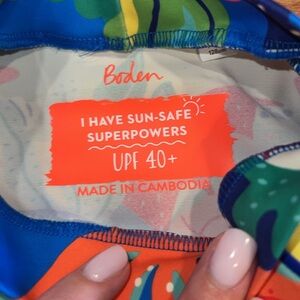 Boden
I HAVE SUN-SAFE
SUPERPOWERS
UPF 40+
MADE IN CAMBODIA